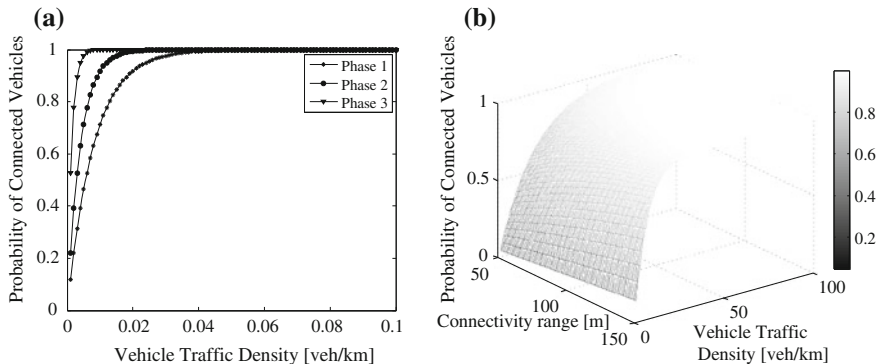 (a)
Probability of Connected Vehicles
1
0.8
0.6
0.4
0.2
0
0
0.02
0.04
0.06
0.08
0.1
Vehicle Traffic Density [veh/km]
Phase 1
Phase 2
Phase 3
(b)
Probability of Connected Vehicles
1
0.5
0
50
100
150
Connectivity range [m]
0
50
100
Vehicle Traffic
Density [veh/km]
0.8
0.6
0.4
0.2